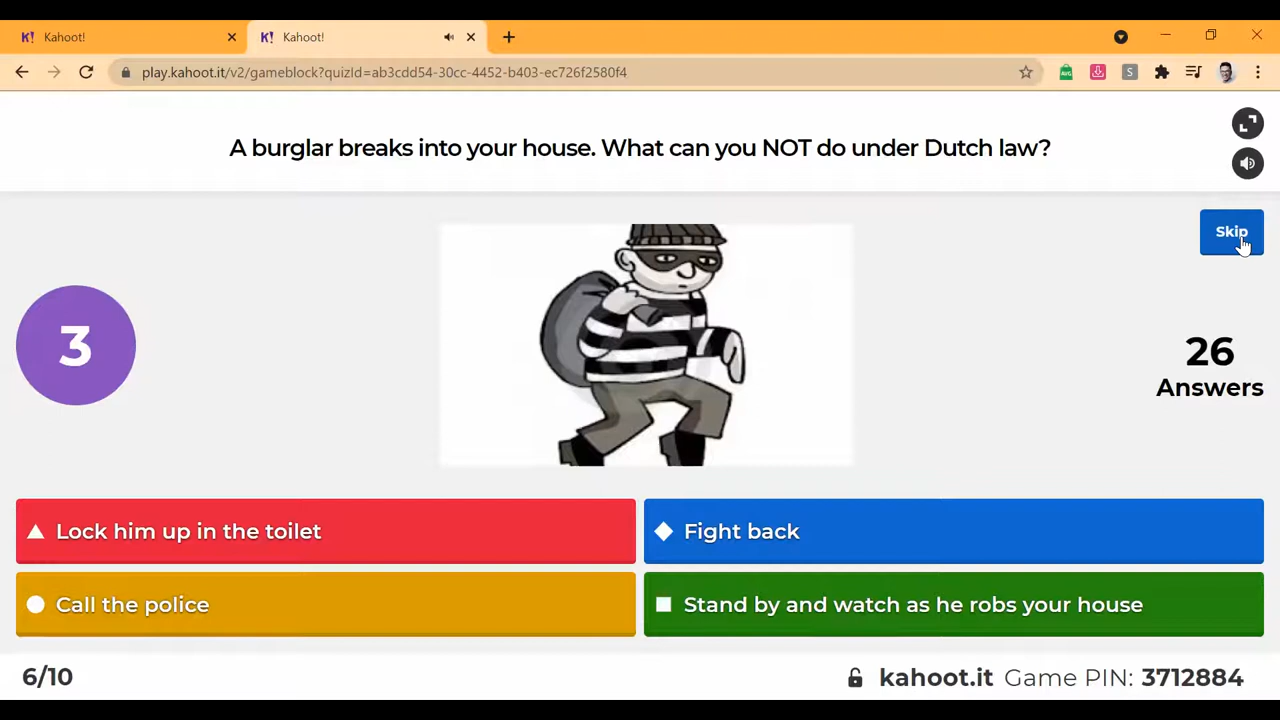 K! Kahoot!
K! Kahoot!
play.kahoot.it/v2/gameblock?quizId=ab3cdd54-30cc-4452-b403-ec726f2580f4
AVG
S
A burglar breaks into your house. What can you NOT do under Dutch law?
Skip
3
26
Answers
Lock him up in the toilet
Fight back
Call the police
Stand by and watch as he robs your house
6/10
kahoot.it Game PIN: 3712884